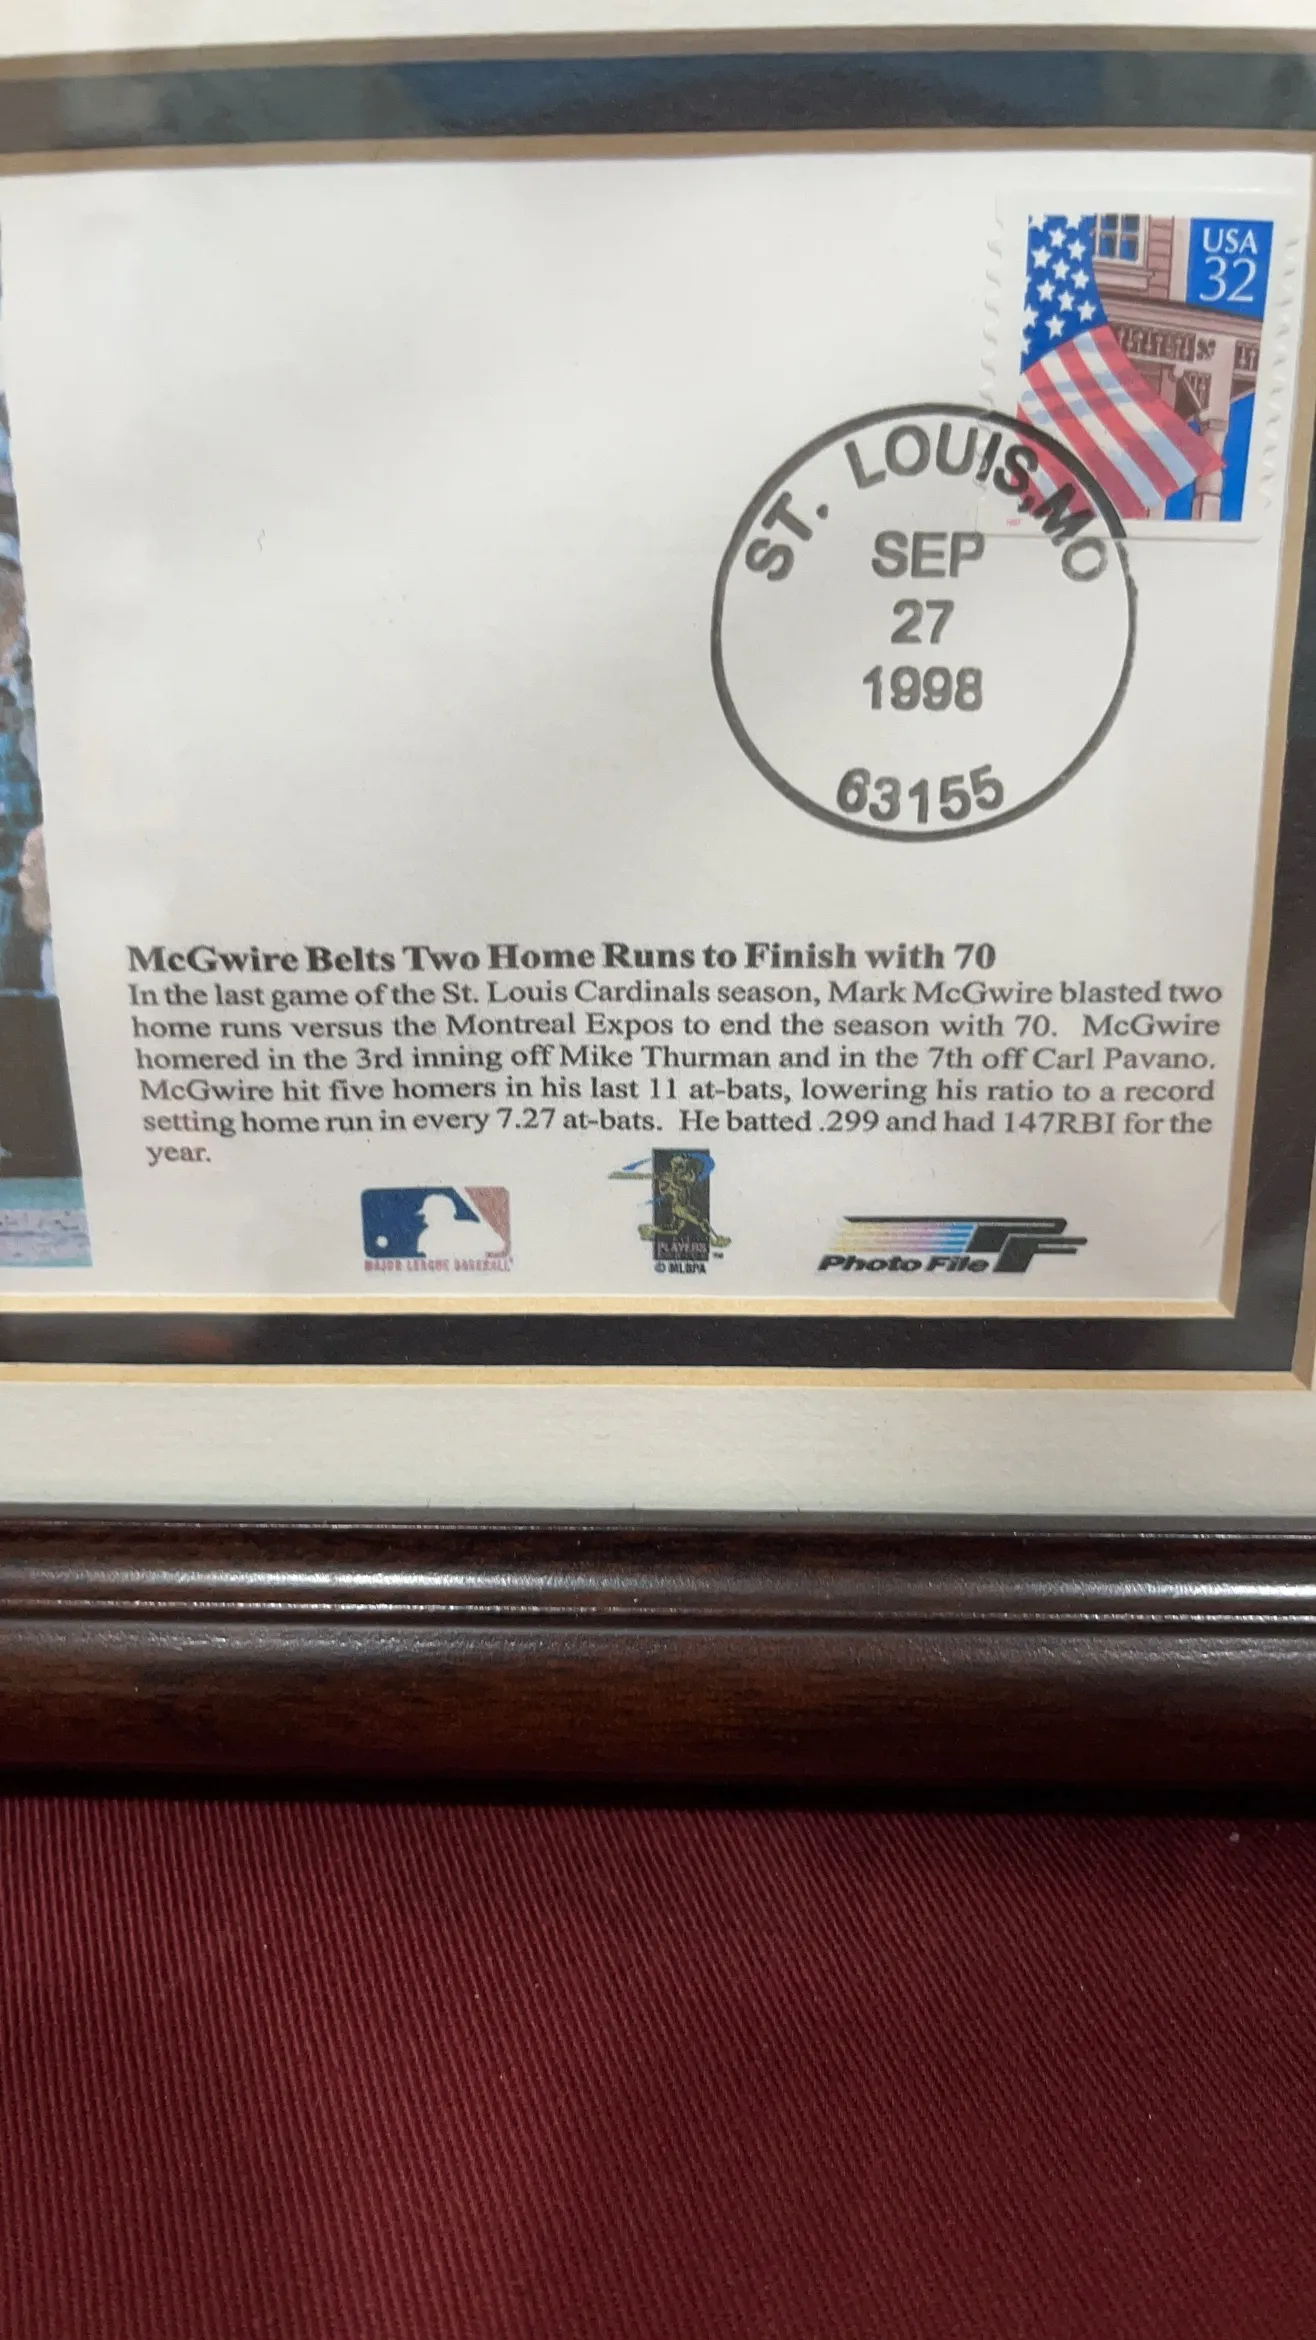 USA
32
ST. LOUIS, MO
SEP
27
1998
63155
McGwire Belts Two Home Runs to Finish with 70
In the last game of the St. Louis Cardinals season, Mark McGwire blasted two
home runs versus the Montreal Expos to end the season with 70. McGwire
homered in the 3rd inning off Mike Thurman and in the 7th off Carl Pavano.
McGwire hit five homers in his last 11 at-bats, lowering his ratio to a record
setting home run in every 7.27 at-bats. He batted .299 and had 147RBI for the
year.
MAJOR LEAGUE BASEBALL
PLAYERS
© MLBPA
Photo File